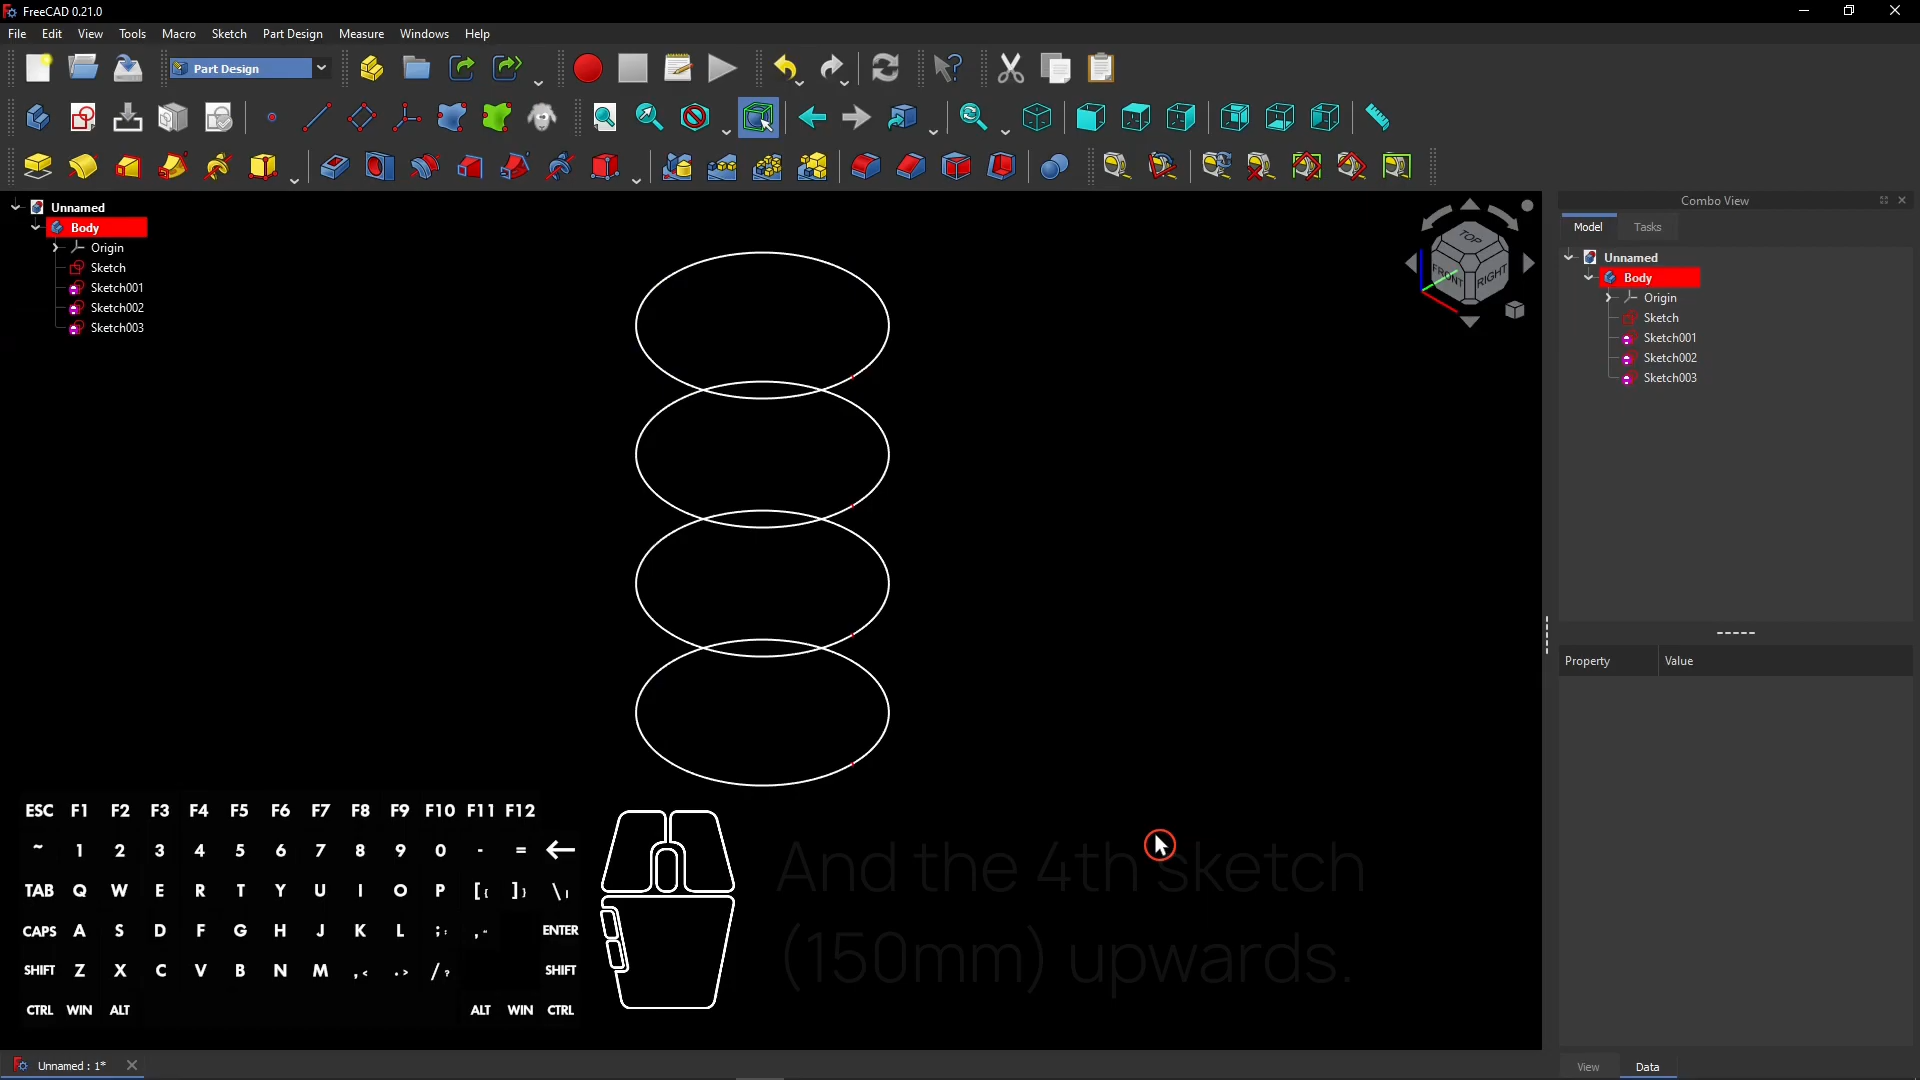 FreeCAD 0.21.0
File Edit View Tools Macro Sketch Part Design Measure Windows Help
Part Design
Unnamed
Body
Origin
Sketch
Sketch001
Sketch002
Sketch003
TOP
FRONT
RIGHT
Combo View
Model Tasks
Unnamed
Body
Origin
Sketch
Sketch001
Sketch002
Sketch003
Property Value
ESC F1 F2 F3 F4 F5 F6 F7 F8 F9 F10 F11 F12
~ 1 2 3 4 5 6 7 8 9 0 - =
TAB Q W E R T Y U I O P [{ ]} \|
CAPS A S D F G H J K L ;: ," ENTER
SHIFT Z X C V B N M ,< .> /? SHIFT
CTRL WIN ALT ALT WIN CTRL
And the 4th sketch
(150mm) upwards.
Unnamed : 1*
View Data